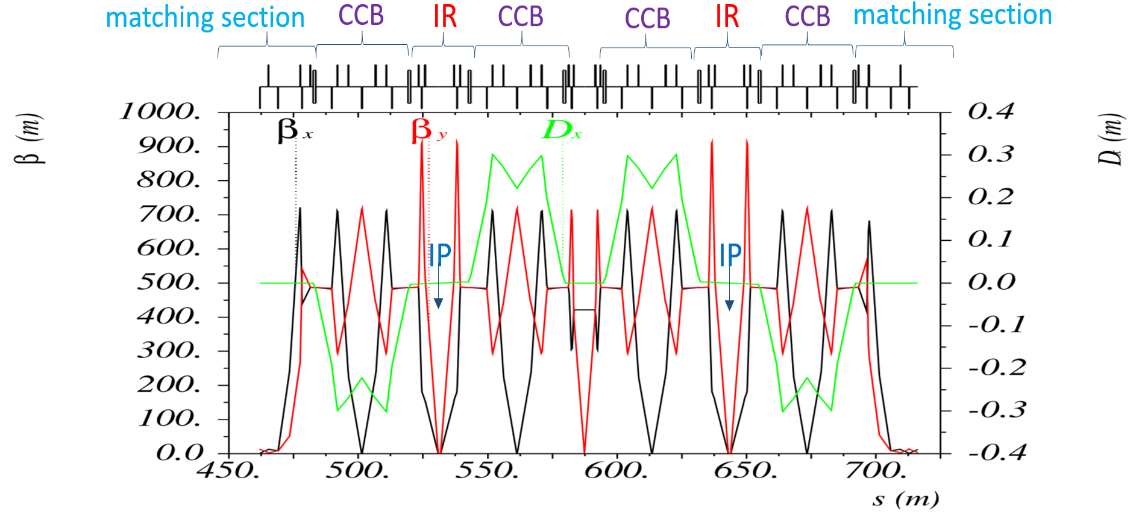 matching section CCB IR CCB CCB IR CCB matching section
1000. 0.4
βx βy Dx
β (m) D (m)
900. 0.3
800. 0.2
700. 0.1
600. IP IP
500. 0.0
400. -0.1
300. -0.2
200.
100. -0.3
0.0 -0.4
450. 500. 550. 600. 650. 700.
s (m)